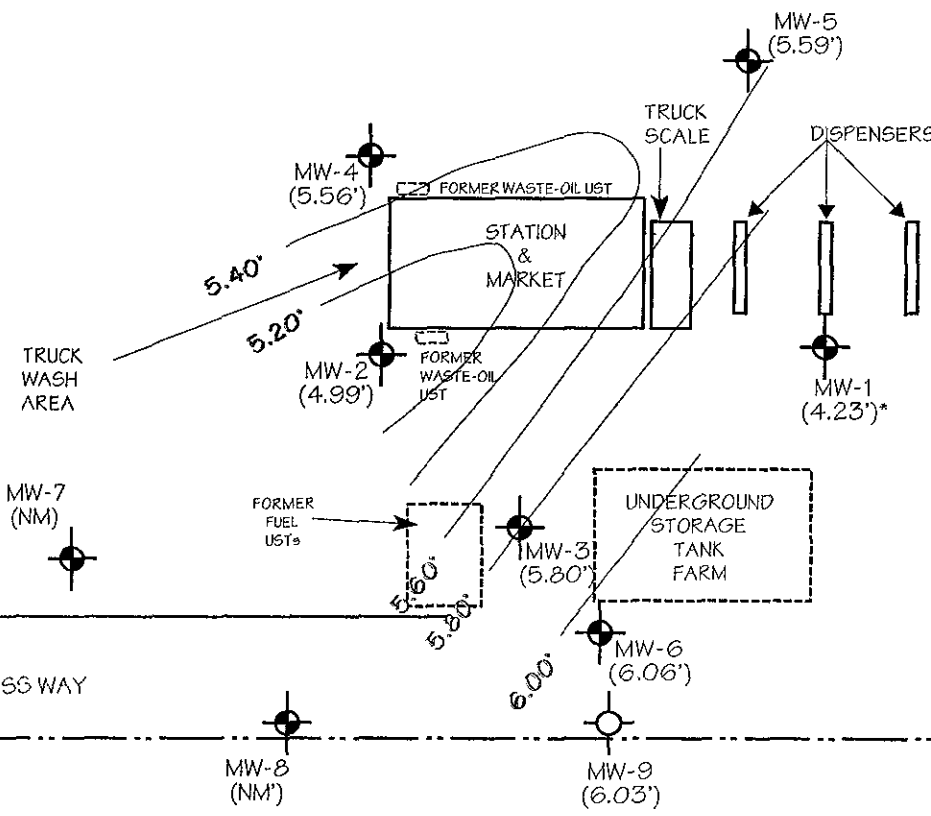 MW-5
(5.59')
TRUCK
SCALE
DISPENSERS
MW-4
(5.56')
FORMER WASTE-OIL UST
STATION
&
MARKET
5.40'
5.20'
TRUCK
WASH
AREA
MW-2
(4.99')
FORMER
WASTE-OIL
UST
MW-1
(4.23')*
MW-7
(NM)
FORMER
FUEL
USTs
UNDERGROUND
STORAGE
TANK
FARM
MW-3
(5.80')
5.60'
5.80'
6.00'
MW-6
(6.06')
SS WAY
MW-8
(NM')
MW-9
(6.03')